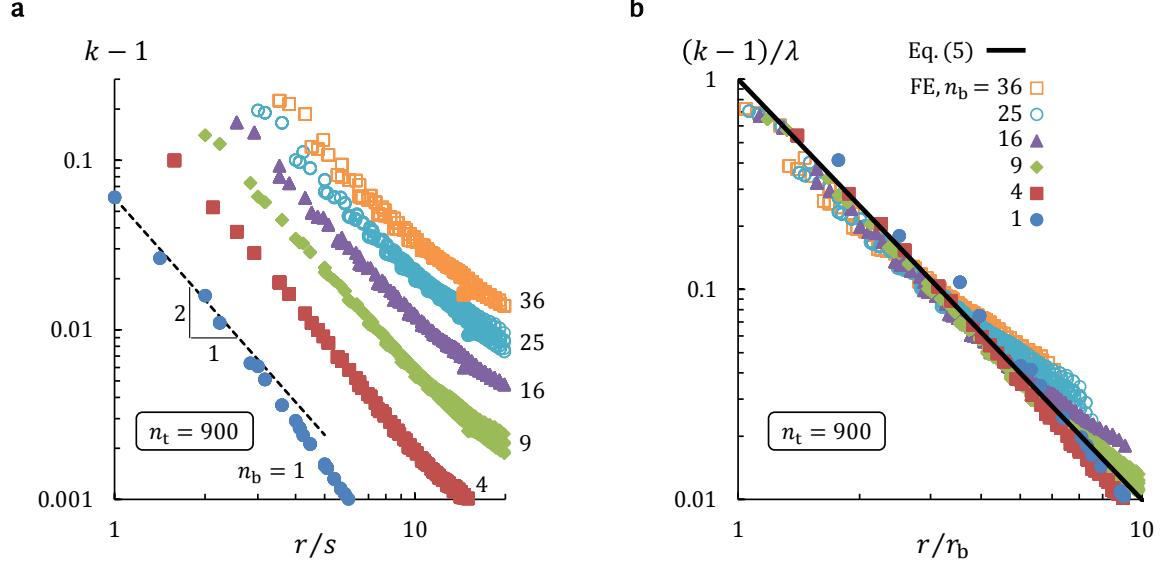 a
k − 1
0.1
0.01
0.001
1
10
r/s
2
1
n_t = 900
n_b = 1
36
25
16
9
4
b
(k − 1)/λ
Eq. (5)
FE, n_b = 36
25
16
9
4
1
1
0.1
0.01
1
10
r/r_b
n_t = 900